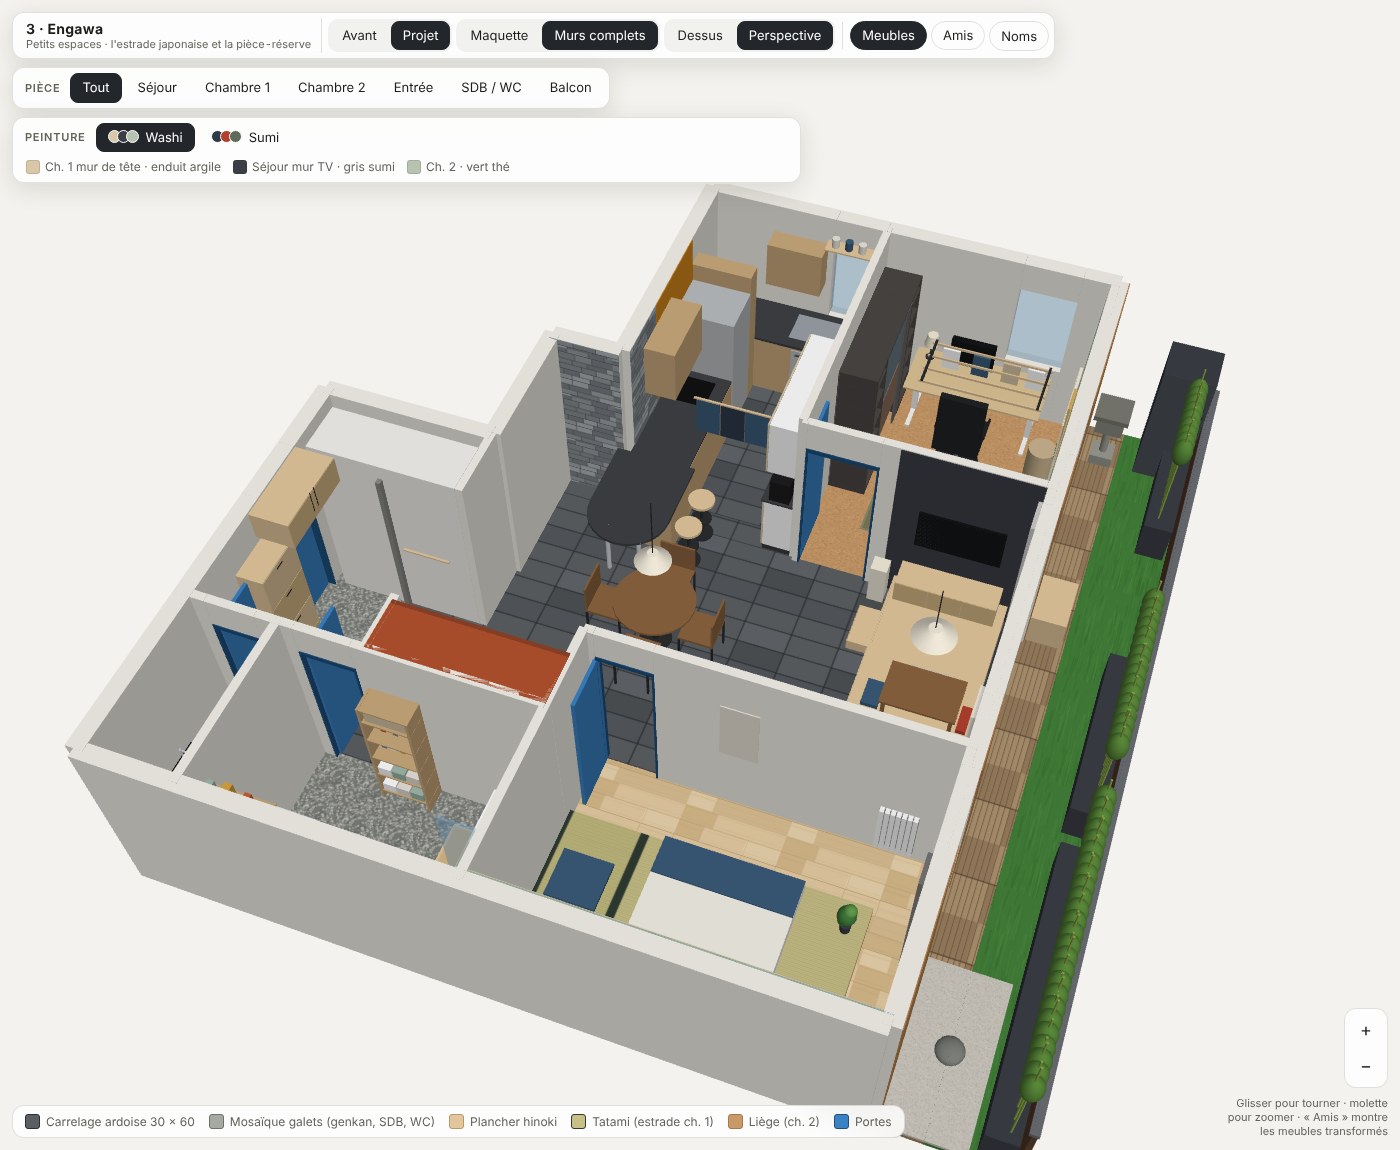 3 · Engawa
Petits espaces · l'estrade japonaise et la pièce-réserve
Avant Projet Maquette Murs complets Dessus Perspective Meubles Amis Noms
PIÈCE Tout Séjour Chambre 1 Chambre 2 Entrée SDB / WC Balcon
PEINTURE Washi Sumi
Ch. 1 mur de tête · enduit argile Séjour mur TV · gris sumi Ch. 2 · vert thé
+
−
Glisser pour tourner · molette
pour zoomer · « Amis » montre
les meubles transformés
Carrelage ardoise 30 × 60 Mosaïque galets (genkan, SDB, WC) Plancher hinoki Tatami (estrade ch. 1) Liège (ch. 2) Portes